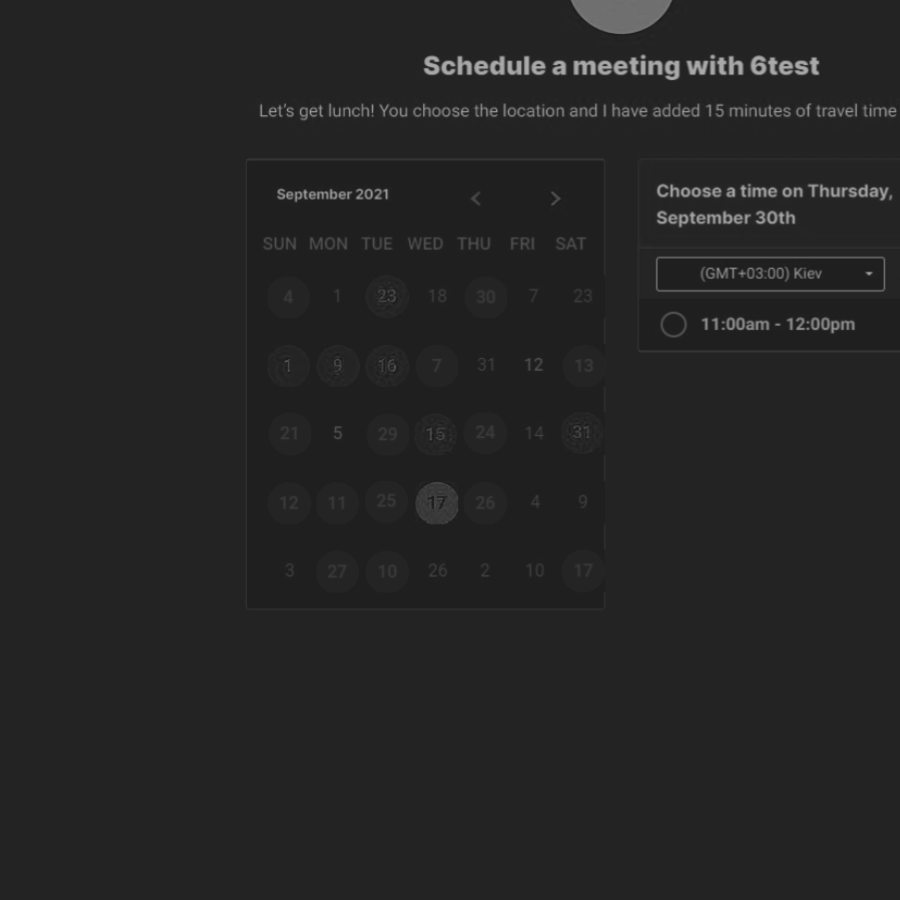 Schedule a meeting with 6test
Let's get lunch! You choose the location and I have added 15 minutes of travel time
September 2021
SUN MON TUE WED THU FRI SAT
4 1 23 18 30 7 23
1 9 16 7 31 12 13
21 5 29 15 24 14 31
12 11 25 17 26 4 9
3 27 10 26 2 10 17
Choose a time on Thursday,
September 30th
(GMT+03:00) Kiev
11:00am - 12:00pm